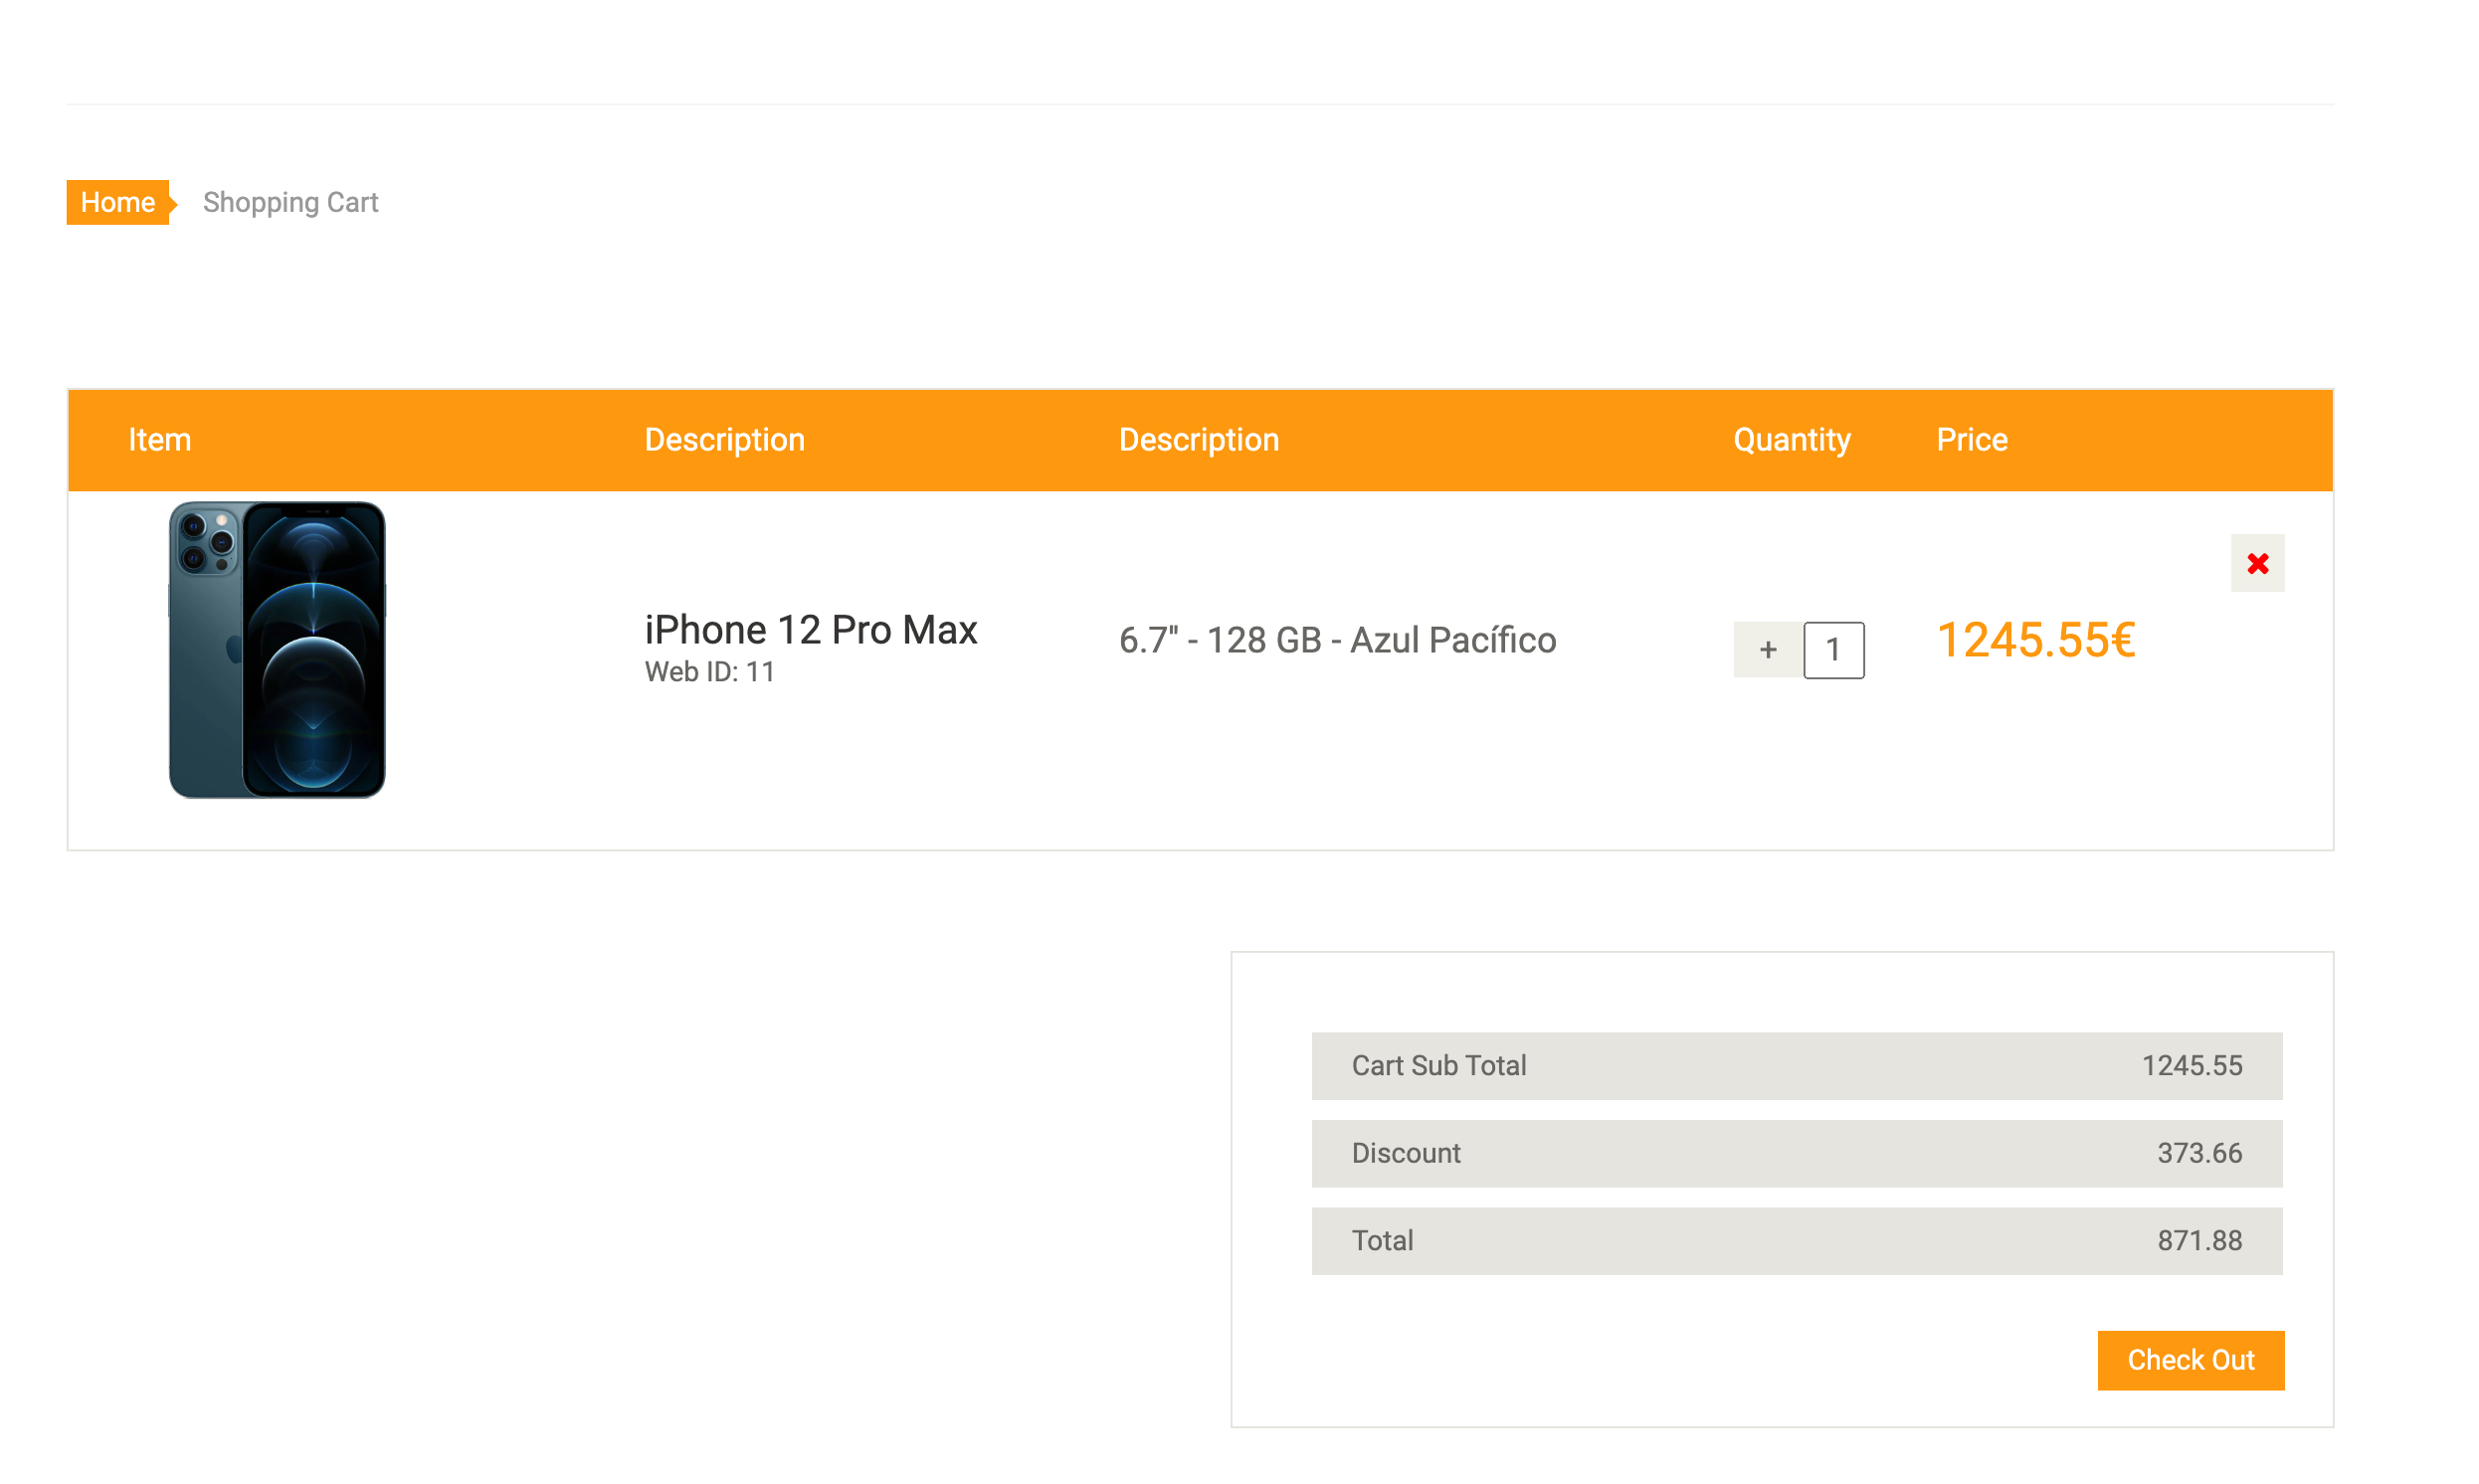 Home Shopping Cart
Item Description Description Quantity Price
iPhone 12 Pro Max 6.7" - 128 GB - Azul Pacífico + 1 1245.55€
Web ID: 11
Cart Sub Total 1245.55
Discount 373.66
Total 871.88
Check Out